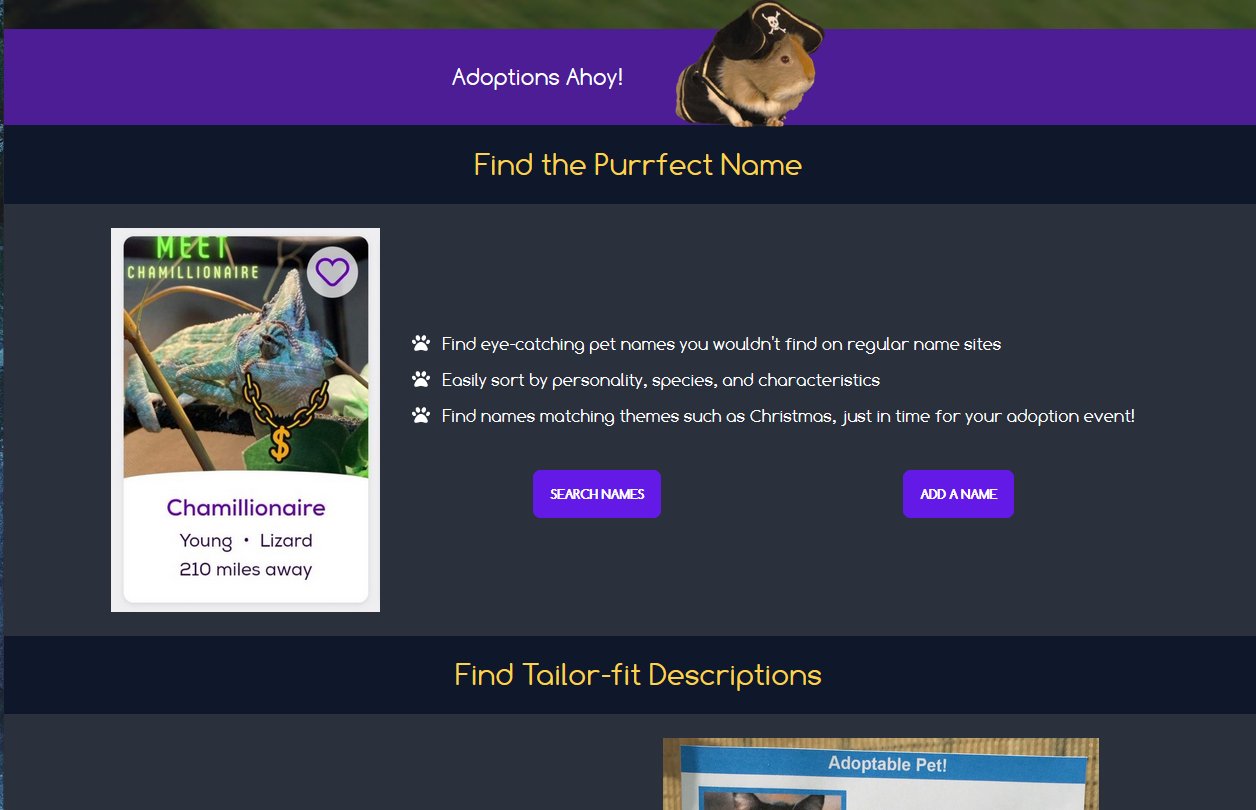 Adoptions Ahoy!
Find the Purrfect Name
MEET
CHAMILLIONAIRE
$
Chamillionaire
Young • Lizard
210 miles away
Find eye-catching pet names you wouldn't find on regular name sites
Easily sort by personality, species, and characteristics
Find names matching themes such as Christmas, just in time for your adoption event!
SEARCH NAMES
ADD A NAME
Find Tailor-fit Descriptions
Adoptable Pet!